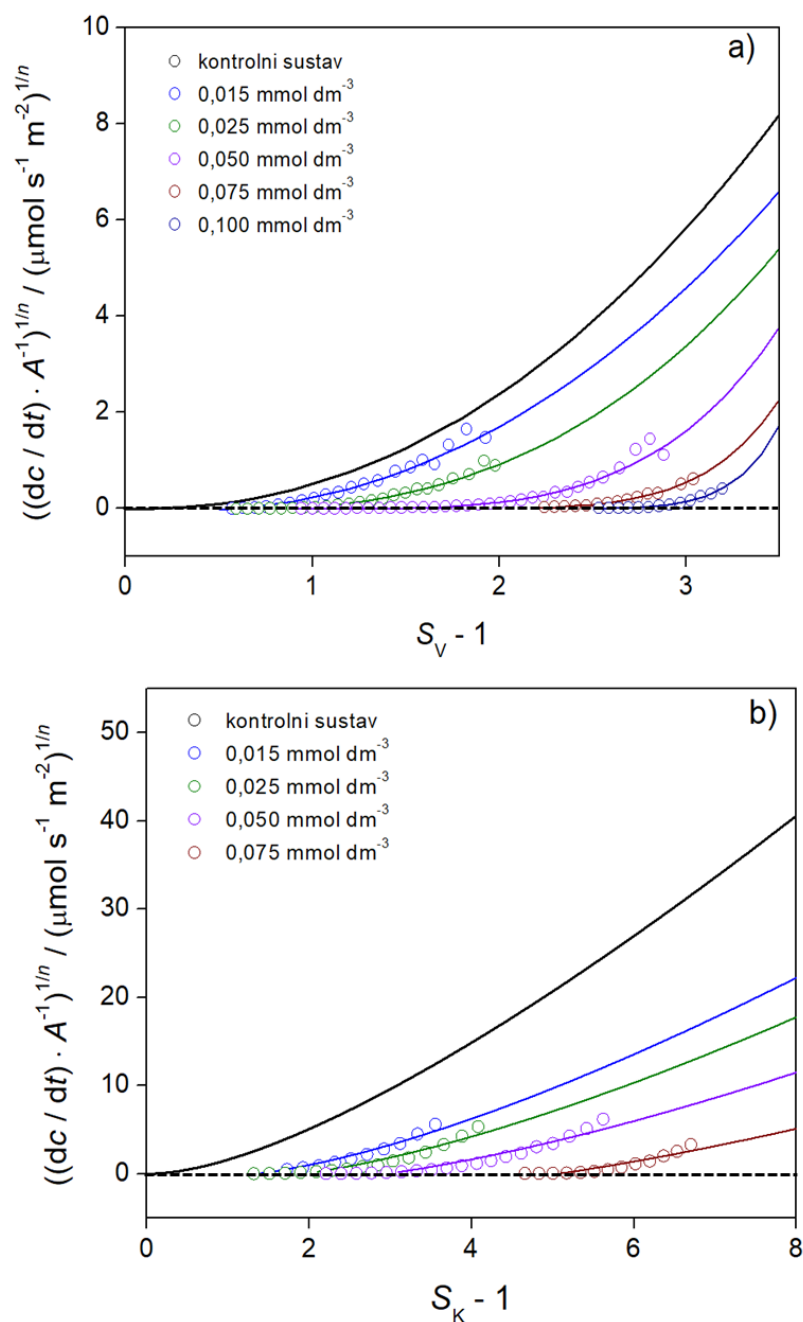 a)
kontrolni sustav
0,015 mmol dm⁻³
0,025 mmol dm⁻³
0,050 mmol dm⁻³
0,075 mmol dm⁻³
0,100 mmol dm⁻³
((dc / dt) · A⁻¹)¹/ⁿ / (μmol s⁻¹ m⁻²)¹/ⁿ
10
8
6
4
2
0
0 1 2 3
S_V - 1
b)
kontrolni sustav
0,015 mmol dm⁻³
0,025 mmol dm⁻³
0,050 mmol dm⁻³
0,075 mmol dm⁻³
((dc / dt) · A⁻¹)¹/ⁿ / (μmol s⁻¹ m⁻²)¹/ⁿ
50
40
30
20
10
0
0 2 4 6 8
S_K - 1